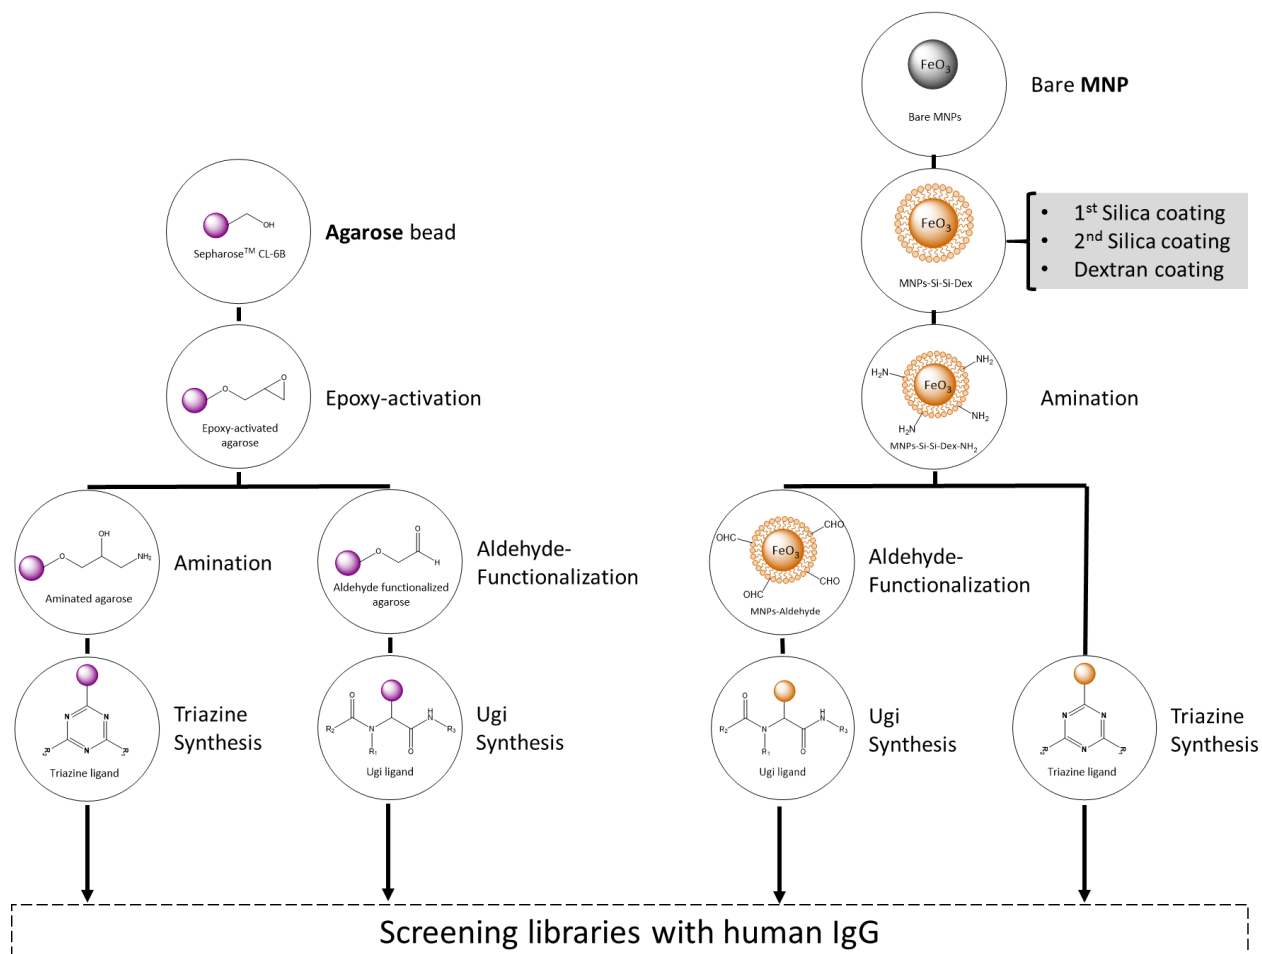 FeO3
Bare MNPs
Bare MNP
OH
Sepharose™ CL-6B
Agarose bead
FeO3
MNPs-Si-Si-Dex
• 1st Silica coating
• 2nd Silica coating
• Dextran coating
O
O
Epoxy-activated
agarose
Epoxy-activation
H2N
NH2
FeO3
H2N
NH2
MNPs-Si-Si-Dex-NH2
Amination
OH
O
NH2
Aminated agarose
Amination
O
O
H
Aldehyde functionalized
agarose
Aldehyde-
Functionalization
OHC
CHO
FeO3
OHC
CHO
MNPs-Aldehyde
Aldehyde-
Functionalization
N
N
N
R2
R1
Triazine ligand
Triazine
Synthesis
O
R2
N
R1
O
H
N
R3
Ugi ligand
Ugi
Synthesis
O
R2
N
R1
O
H
N
R3
Ugi ligand
Ugi
Synthesis
N
N
N
R2
R1
Triazine ligand
Triazine
Synthesis
Screening libraries with human IgG